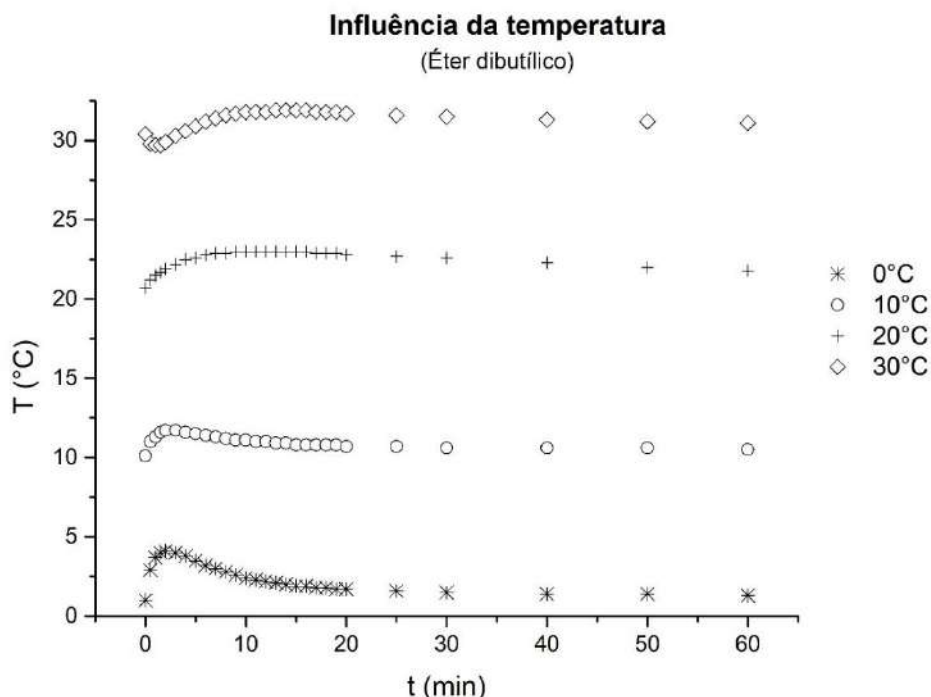 Influência da temperatura
(Éter dibutílico)
T (°C)
30
25
20
15
10
5
0
0 10 20 30 40 50 60
t (min)
0°C
10°C
20°C
30°C